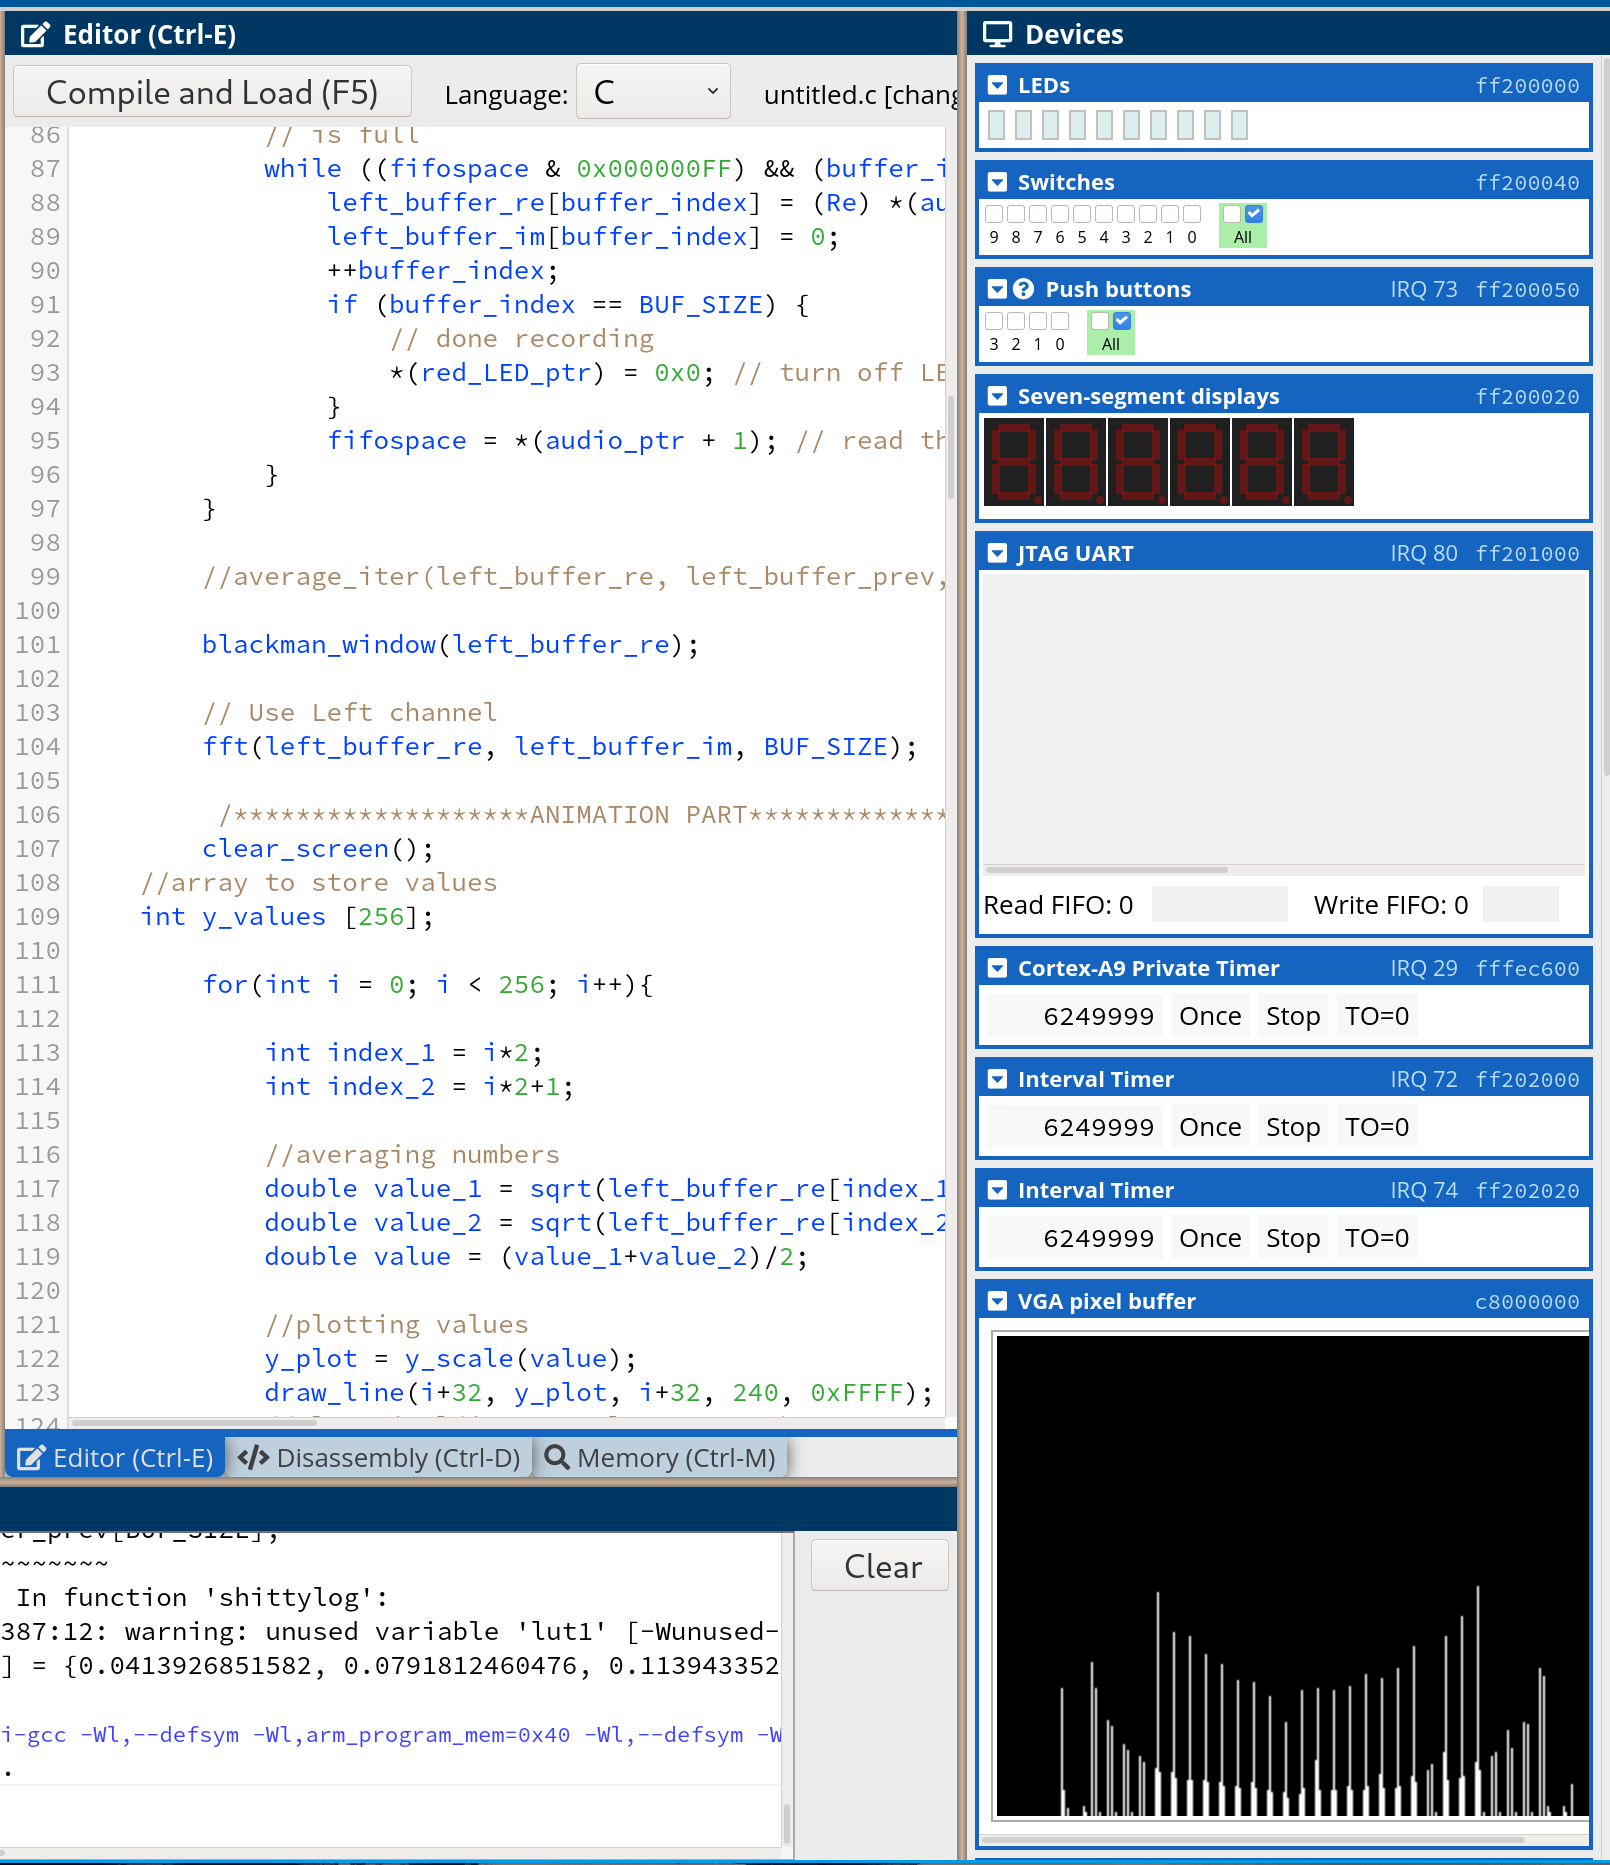 Editor (Ctrl-E)
Compile and Load (F5)
Language: C
untitled.c [chang
86 // is full
87 while ((fifospace & 0x000000FF) && (buffer_i
88 left_buffer_re[buffer_index] = (Re) *(au
89 left_buffer_im[buffer_index] = 0;
90 ++buffer_index;
91 if (buffer_index == BUF_SIZE) {
92 // done recording
93 *(red_LED_ptr) = 0x0; // turn off LE
94 }
95 fifospace = *(audio_ptr + 1); // read th
96 }
97 }
98
99 //average_iter(left_buffer_re, left_buffer_prev,
100
101 blackman_window(left_buffer_re);
102
103 // Use Left channel
104 fft(left_buffer_re, left_buffer_im, BUF_SIZE);
105
106 /*******************ANIMATION PART*************
107 clear_screen();
108 //array to store values
109 int y_values [256];
110
111 for(int i = 0; i < 256; i++){
112
113 int index_1 = i*2;
114 int index_2 = i*2+1;
115
116 //averaging numbers
117 double value_1 = sqrt(left_buffer_re[index_1
118 double value_2 = sqrt(left_buffer_re[index_2
119 double value = (value_1+value_2)/2;
120
121 //plotting values
122 y_plot = y_scale(value);
123 draw_line(i+32, y_plot, i+32, 240, 0xFFFF);
124
Editor (Ctrl-E)
Disassembly (Ctrl-D)
Memory (Ctrl-M)
er_prev[BUF_SIZE];
~~~~~~~
In function 'shittylog':
387:12: warning: unused variable 'lut1' [-Wunused-
] = {0.0413926851582, 0.0791812460476, 0.113943352
i-gcc -Wl,--defsym -Wl,arm_program_mem=0x40 -Wl,--defsym -W
.
Clear
Devices
LEDs ff200000
Switches ff200040
9 8 7 6 5 4 3 2 1 0 All
Push buttons IRQ 73 ff200050
3 2 1 0 All
Seven-segment displays ff200020
JTAG UART IRQ 80 ff201000
Read FIFO: 0 Write FIFO: 0
Cortex-A9 Private Timer IRQ 29 fffec600
6249999 Once Stop TO=0
Interval Timer IRQ 72 ff202000
6249999 Once Stop TO=0
Interval Timer IRQ 74 ff202020
6249999 Once Stop TO=0
VGA pixel buffer c8000000